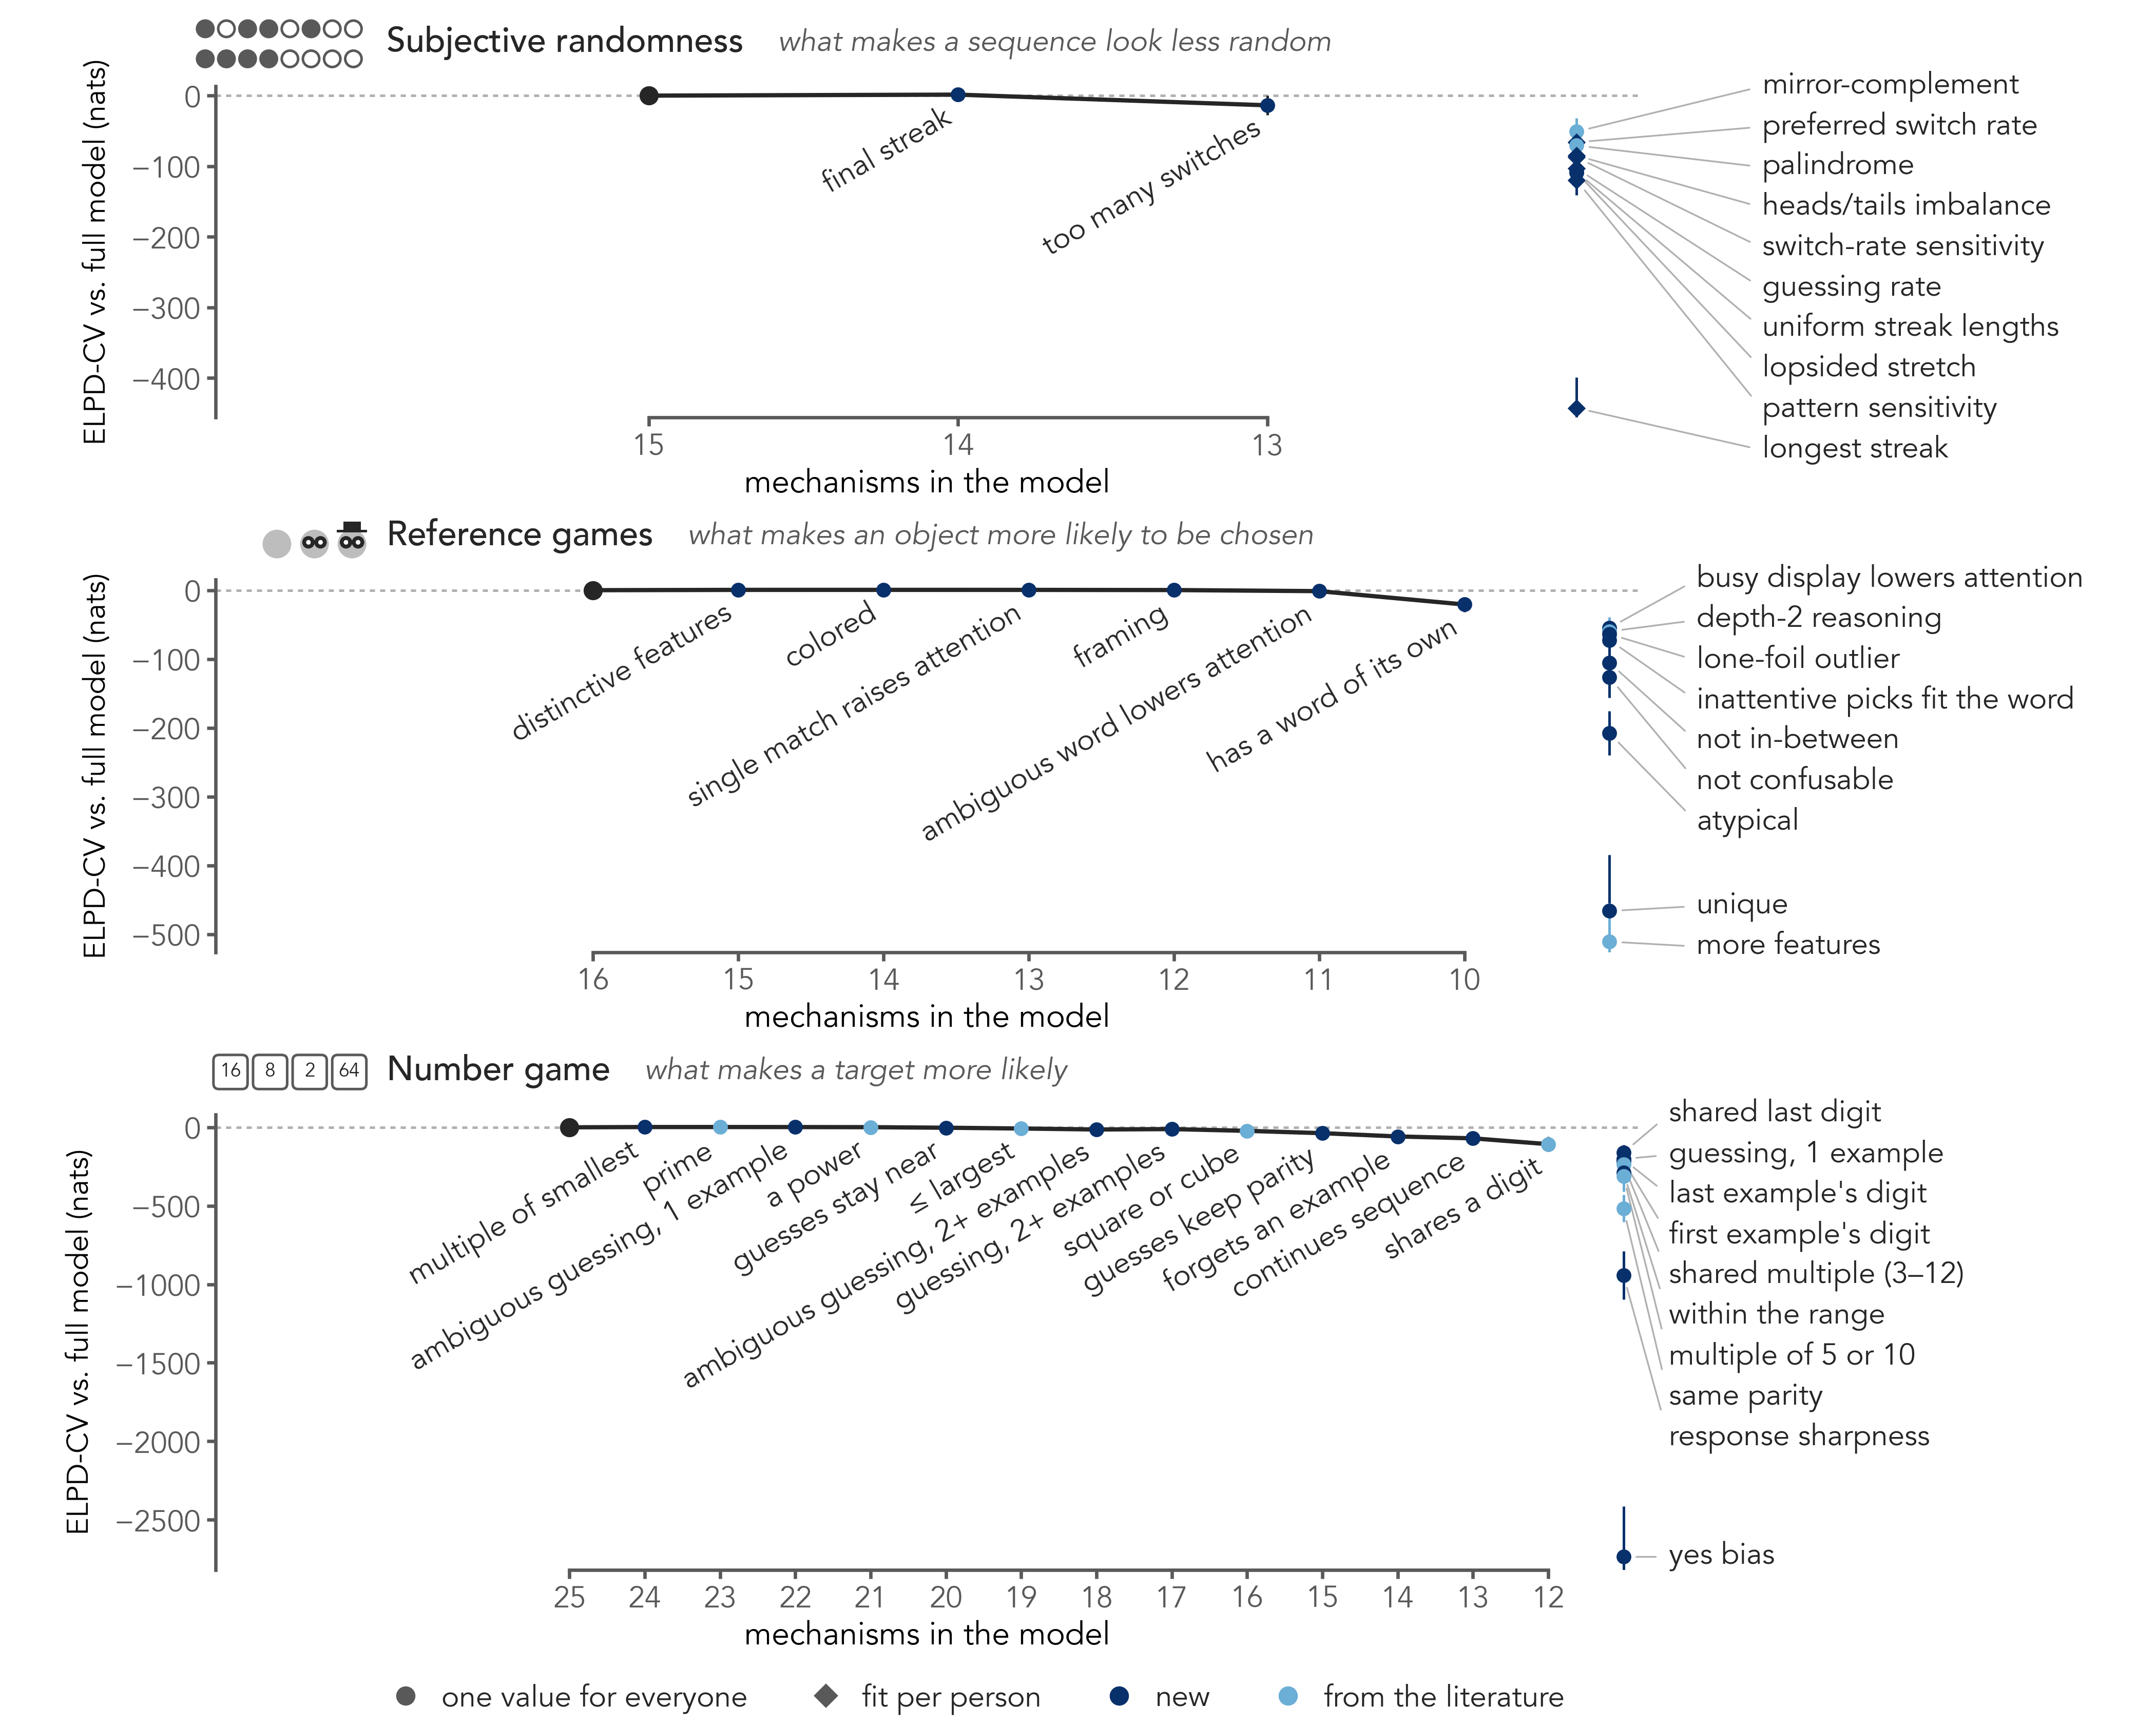 Subjective randomness what makes a sequence look less random
ELPD-CV vs. full model (nats)
0
−100
−200
−300
−400
final streak
too many switches
15 14 13
mechanisms in the model
mirror-complement
preferred switch rate
palindrome
heads/tails imbalance
switch-rate sensitivity
guessing rate
uniform streak lengths
lopsided stretch
pattern sensitivity
longest streak
Reference games what makes an object more likely to be chosen
ELPD-CV vs. full model (nats)
0
−100
−200
−300
−400
−500
distinctive features
colored
single match raises attention
framing
ambiguous word lowers attention
has a word of its own
16 15 14 13 12 11 10
mechanisms in the model
busy display lowers attention
depth-2 reasoning
lone-foil outlier
inattentive picks fit the word
not in-between
not confusable
atypical
unique
more features
16 8 2 64
Number game what makes a target more likely
ELPD-CV vs. full model (nats)
0
−500
−1000
−1500
−2000
−2500
multiple of smallest
prime
ambiguous guessing, 1 example
a power
guesses stay near
≤ largest
ambiguous guessing, 2+ examples
guessing, 2+ examples
square or cube
guesses keep parity
forgets an example
continues sequence
shares a digit
25 24 23 22 21 20 19 18 17 16 15 14 13 12
mechanisms in the model
shared last digit
guessing, 1 example
last example's digit
first example's digit
shared multiple (3–12)
within the range
multiple of 5 or 10
same parity
response sharpness
yes bias
one value for everyone fit per person new from the literature